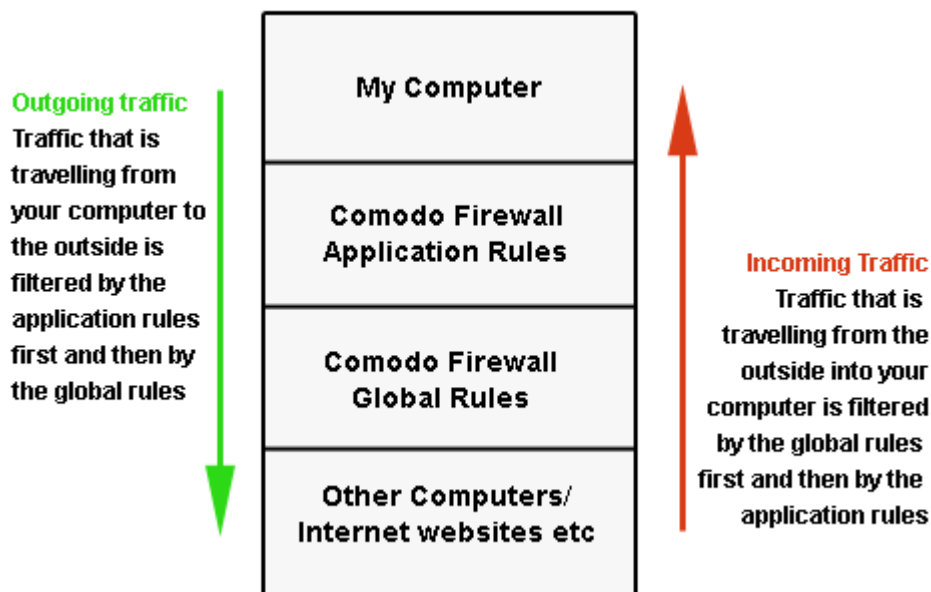 Outgoing traffic
Traffic that is
travelling from
your computer to
the outside is
filtered by the
application rules
first and then by
the global rules
My Computer
Comodo Firewall
Application Rules
Comodo Firewall
Global Rules
Other Computers/
Internet websites etc
Incoming Traffic
Traffic that is
travelling from the
outside into your
computer is filtered
by the global rules
first and then by the
application rules